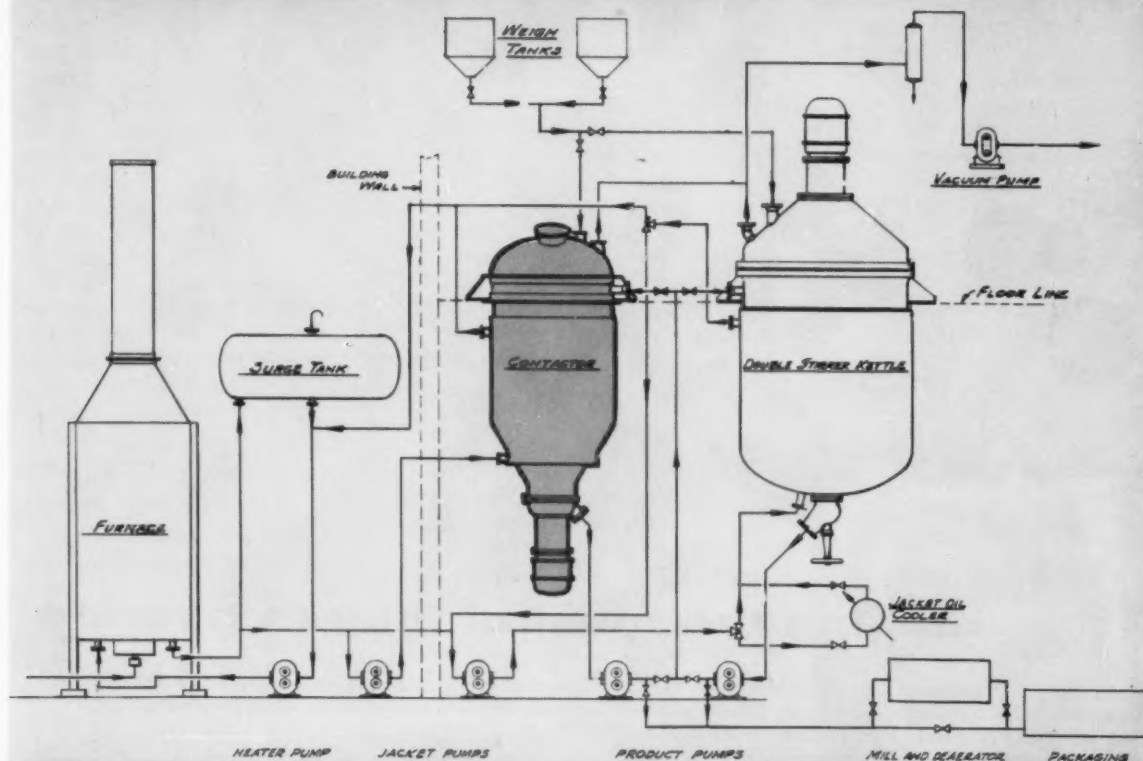 WEIGH
TANKS
BUILDING
WALL
VACUUM PUMP
FLOOR LINE
SURGE TANK
CONTACTOR
DOUBLE STIRRER KETTLE
FURNACE
JACKET OIL
COOLER
HEATER PUMP
JACKET PUMPS
PRODUCT PUMPS
MILL AND DEAERATOR
PACKAGING